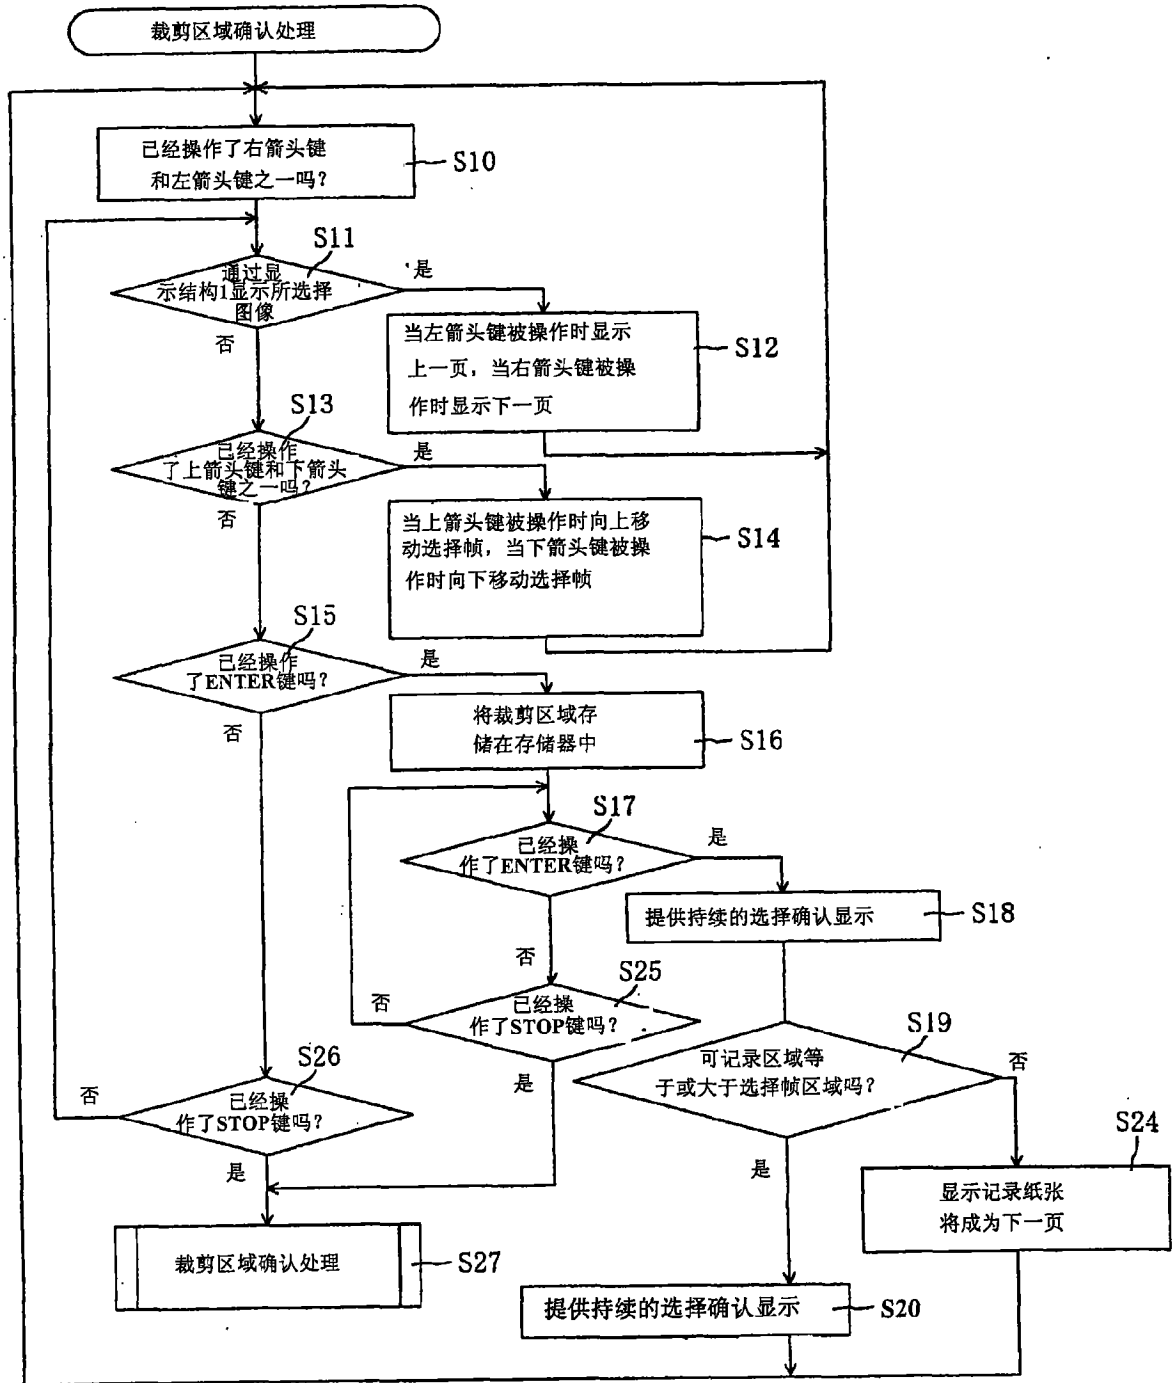 裁剪区域确认处理
已经操作了右箭头键
和左箭头键之一吗?
S10
S11
通过显
示结构1显示所选择
图像
是
否
当左箭头键被操作时显示
上一页，当右箭头键被操
作时显示下一页
S12
S13
已经操作
了上箭头键和下箭头
键之一吗?
是
否
当上箭头键被操作时向上移
动选择帧，当下箭头键被操
作时向下移动选择帧
S14
S15
已经操作
了ENTER键吗?
是
否
将裁剪区域存
储在存储器中
S16
S17
已经操
作了ENTER键吗?
是
否
提供持续的选择确认显示
S18
S25
已经操
作了STOP键吗?
否
是
S19
可记录区域等
于或大于选择帧区域吗?
否
是
S26
已经操
作了STOP键吗?
否
是
S24
显示记录纸张
将成为下一页
裁剪区域确认处理
S27
提供持续的选择确认显示
S20